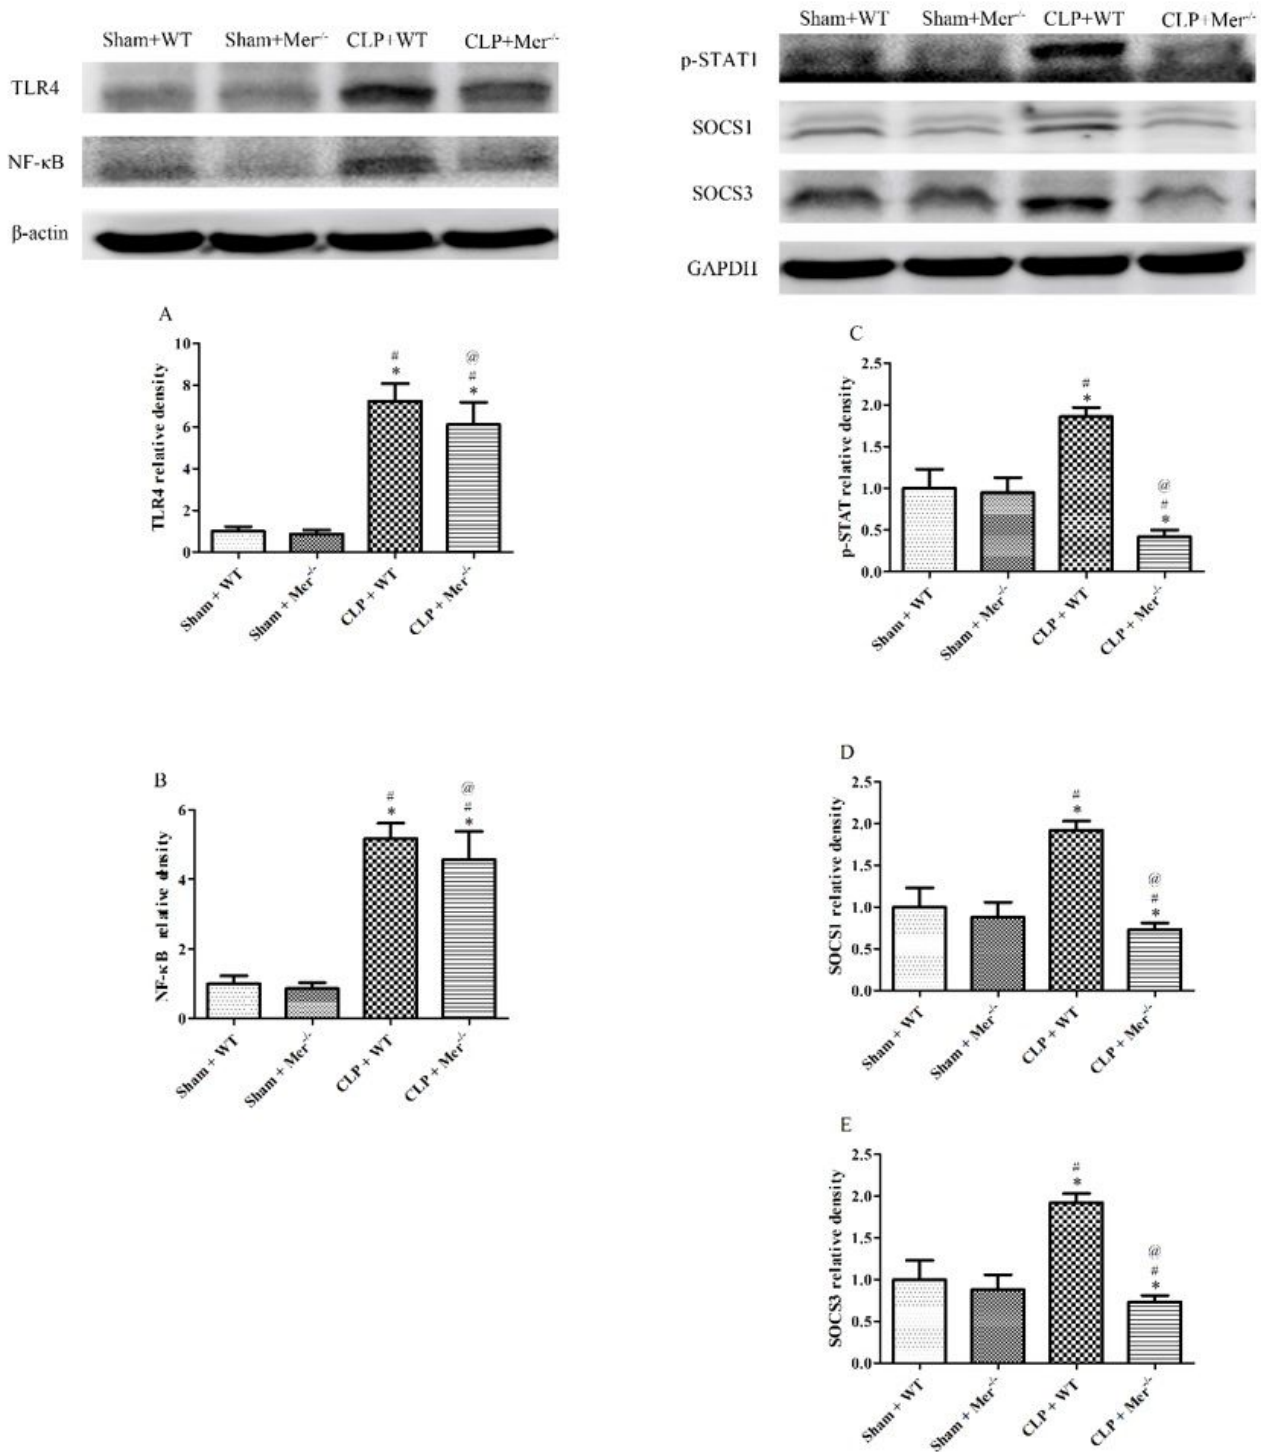 Sham+WT Sham+Mer-/- CLP+WT CLP+Mer-/-
TLR4
NF-κB
β-actin
Sham+WT Sham+Mer-/- CLP+WT CLP+Mer-/-
p-STAT1
SOCS1
SOCS3
GAPDH
A
TLR4 relative density
10
8
6
4
2
0
#
*
@
#
*
Sham + WT
Sham + Mer-/-
CLP + WT
CLP + Mer-/-
C
p-STAT relative density
2.5
2.0
1.5
1.0
0.5
0.0
#
*
@
#
*
Sham + WT
Sham + Mer-/-
CLP + WT
CLP + Mer-/-
B
NF-κB relative density
6
4
2
0
#
*
@
#
*
Sham + WT
Sham + Mer-/-
CLP + WT
CLP + Mer-/-
D
SOCS1 relative density
2.5
2.0
1.5
1.0
0.5
0.0
#
*
@
#
*
Sham + WT
Sham + Mer-/-
CLP + WT
CLP + Mer-/-
E
SOCS3 relative density
2.5
2.0
1.5
1.0
0.5
0.0
#
*
@
#
*
Sham + WT
Sham + Mer-/-
CLP + WT
CLP + Mer-/-